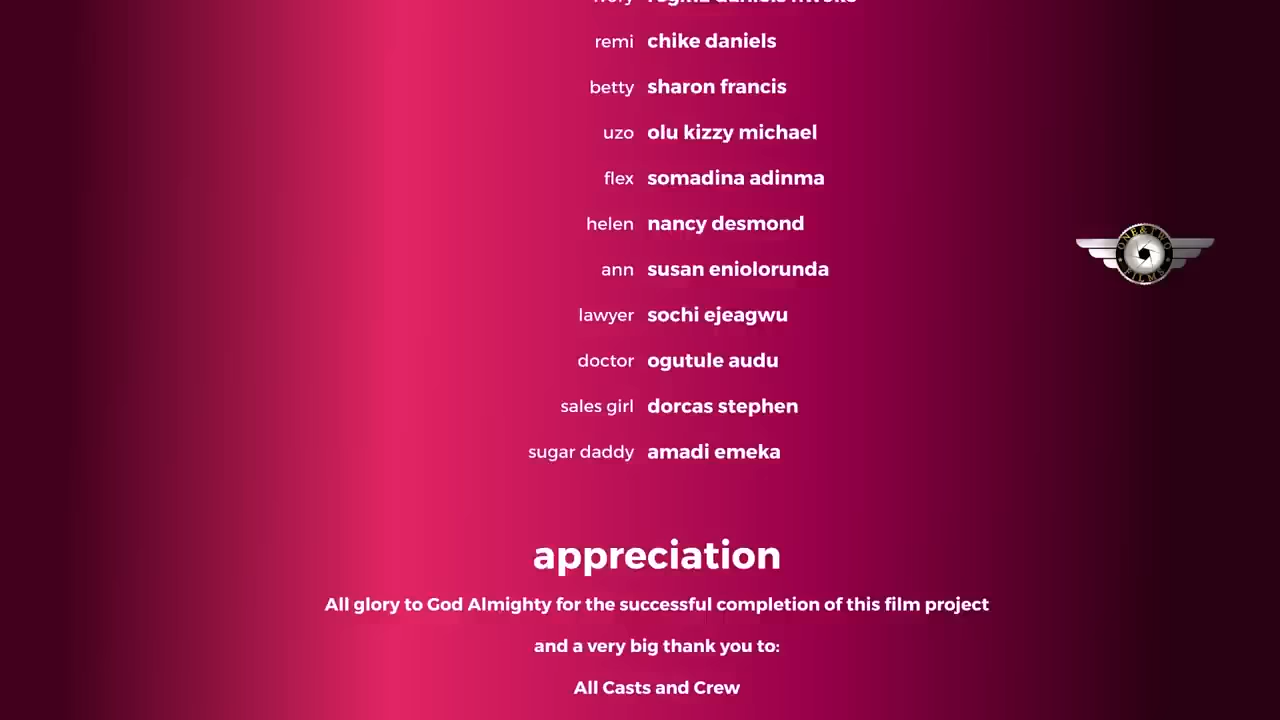 remi chike daniels
betty sharon francis
uzo olu kizzy michael
flex somadina adinma
helen nancy desmond
ann susan eniolorunda
lawyer sochi ejeagwu
doctor ogutule audu
sales girl dorcas stephen
sugar daddy amadi emeka
ONE&TWO
FILMS
appreciation
All glory to God Almighty for the successful completion of this film project
and a very big thank you to:
All Casts and Crew